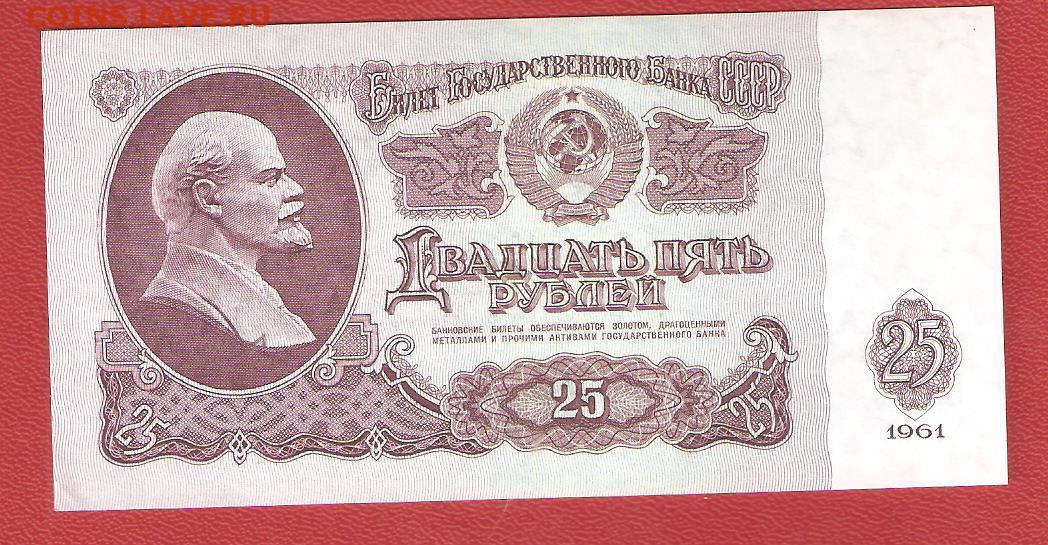 COINS.LAVE.RU
БИЛЕТ ГОСУДАРСТВЕННОГО БАНКА СССР
ДВАДЦАТЬ ПЯТЬ
РУБЛЕЙ
БАНКОВСКИЕ БИЛЕТЫ ОБЕСПЕЧИВАЮТСЯ ЗОЛОТОМ, ДРАГОЦЕННЫМИ
МЕТАЛЛАМИ И ПРОЧИМИ АКТИВАМИ ГОСУДАРСТВЕННОГО БАНКА
25
25
25
25
1961